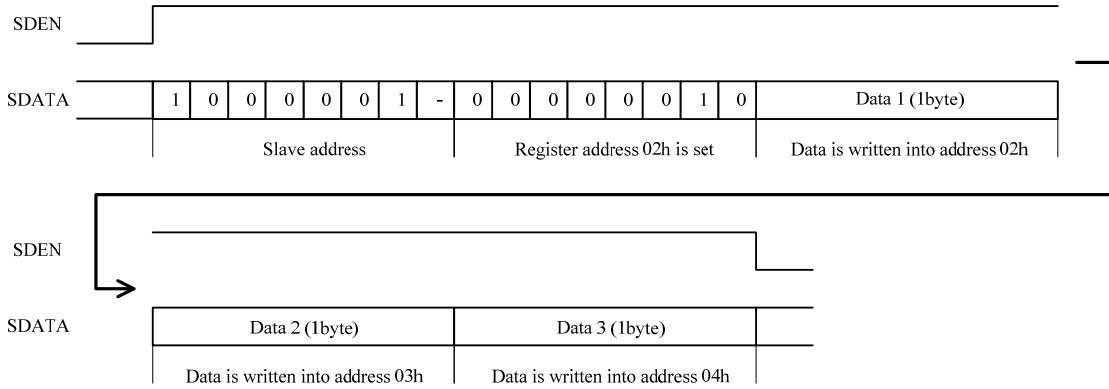 SDEN
SDATA 1 0 0 0 0 0 1 - 0 0 0 0 0 0 1 0 Data 1 (1byte)
Slave address Register address 02h is set Data is written into address 02h
SDEN
SDATA Data 2 (1byte) Data 3 (1byte)
Data is written into address 03h Data is written into address 04h